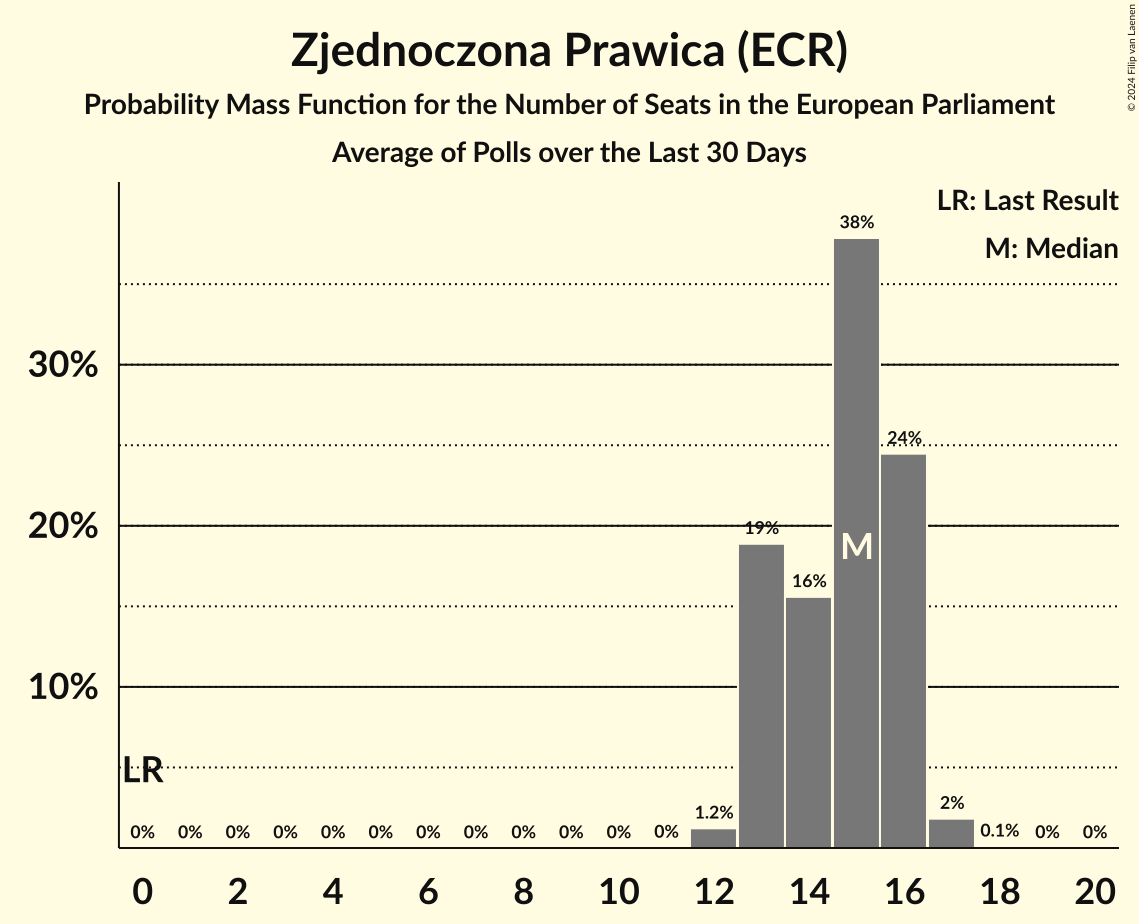 Zjednoczona Prawica (ECR)
Probability Mass Function for the Number of Seats in the European Parliament
Average of Polls over the Last 30 Days
© 2024 Filip van Laenen
LR: Last Result
M: Median
38%
30%
24%
20%
19%
M
16%
10%
LR
0% 0% 0% 0% 0% 0% 0% 0% 0% 0% 0% 0% 1.2% 2% 0.1% 0% 0%
0 2 4 6 8 10 12 14 16 18 20